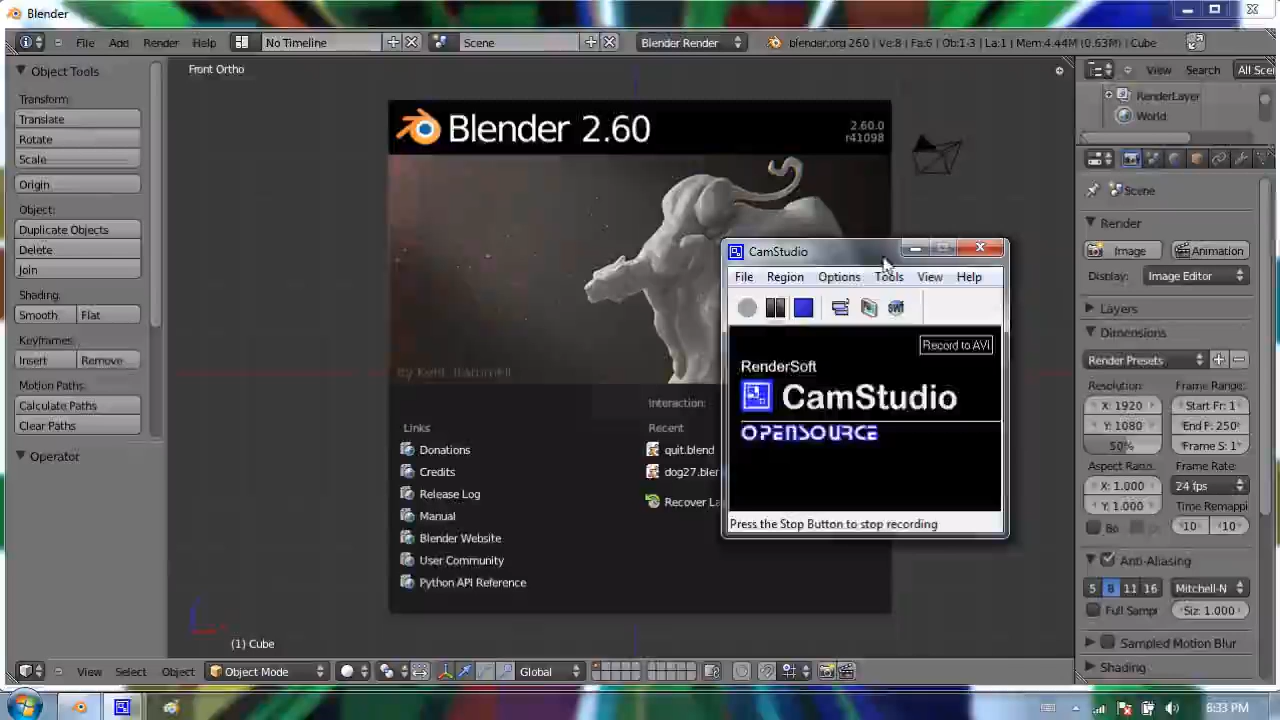 Blender
File Add Render Help No Timeline Scene Blender Render blender.org 260 | Ve:8 | Fa:6 | Ob:1-3 | La:1 | Mem:4.44M (0.63M) | Cube
Object Tools
Transform:
Translate
Rotate
Scale
Origin
Object:
Duplicate Objects
Delete
Join
Shading:
Smooth Flat
Keyframes:
Insert Remove
Motion Paths:
Calculate Paths
Clear Paths
Operator
Front Ortho
Blender 2.60
2.60.0
r41098
Links
Donations
Credits
Release Log
Manual
Blender Website
User Community
Python API Reference
Interaction:
Recent
quit.blend
dog27.bler
Recover La
CamStudio
File Region Options Tools View Help
Record to AVI
RenderSoft
CamStudio
OPENSOURCE
Press the Stop Button to stop recording
(1) Cube
View Select Object Object Mode Global
View Search All Sce
RenderLayer
World
Scene
Render
Image Animation
Display: Image Editor
Layers
Dimensions
Render Presets
Resolution: Frame Range:
X: 1920 Start Fr: 1
Y: 1080 End F: 250
50% Frame S: 1
Aspect Ratio: Frame Rate:
X: 1.000 24 fps
Y: 1.000 Time Remappi
Bo 10 10
Anti-Aliasing
5 8 11 16 Mitchell-N
Full Sampl Siz: 1.000
Sampled Motion Blur
Shading
6:33 PM